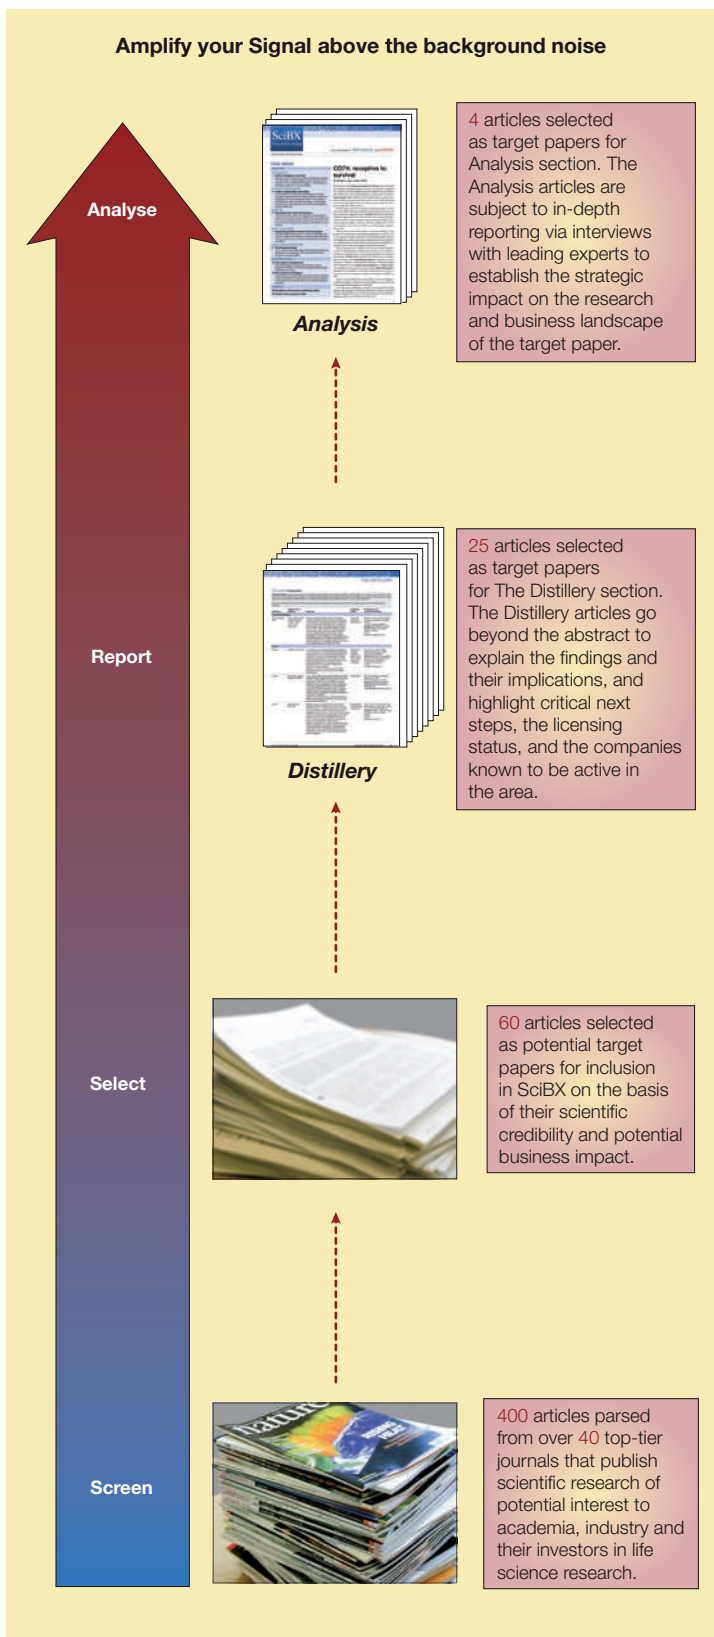 Amplify your Signal above the background noise
Analyse
SciBX
CD74: receptive to
survival
Analysis
4 articles selected
as target papers for
Analysis section. The
Analysis articles are
subject to in-depth
reporting via interviews
with leading experts to
establish the strategic
impact on the research
and business landscape
of the target paper.
Report
Distillery
25 articles selected
as target papers
for The Distillery section.
The Distillery articles go
beyond the abstract to
explain the findings and
their implications, and
highlight critical next
steps, the licensing
status, and the companies
known to be active in
the area.
Select
60 articles selected
as potential target
papers for inclusion
in SciBX on the basis
of their scientific
credibility and potential
business impact.
Screen
nature
400 articles parsed
from over 40 top-tier
journals that publish
scientific research of
potential interest to
academia, industry and
their investors in life
science research.